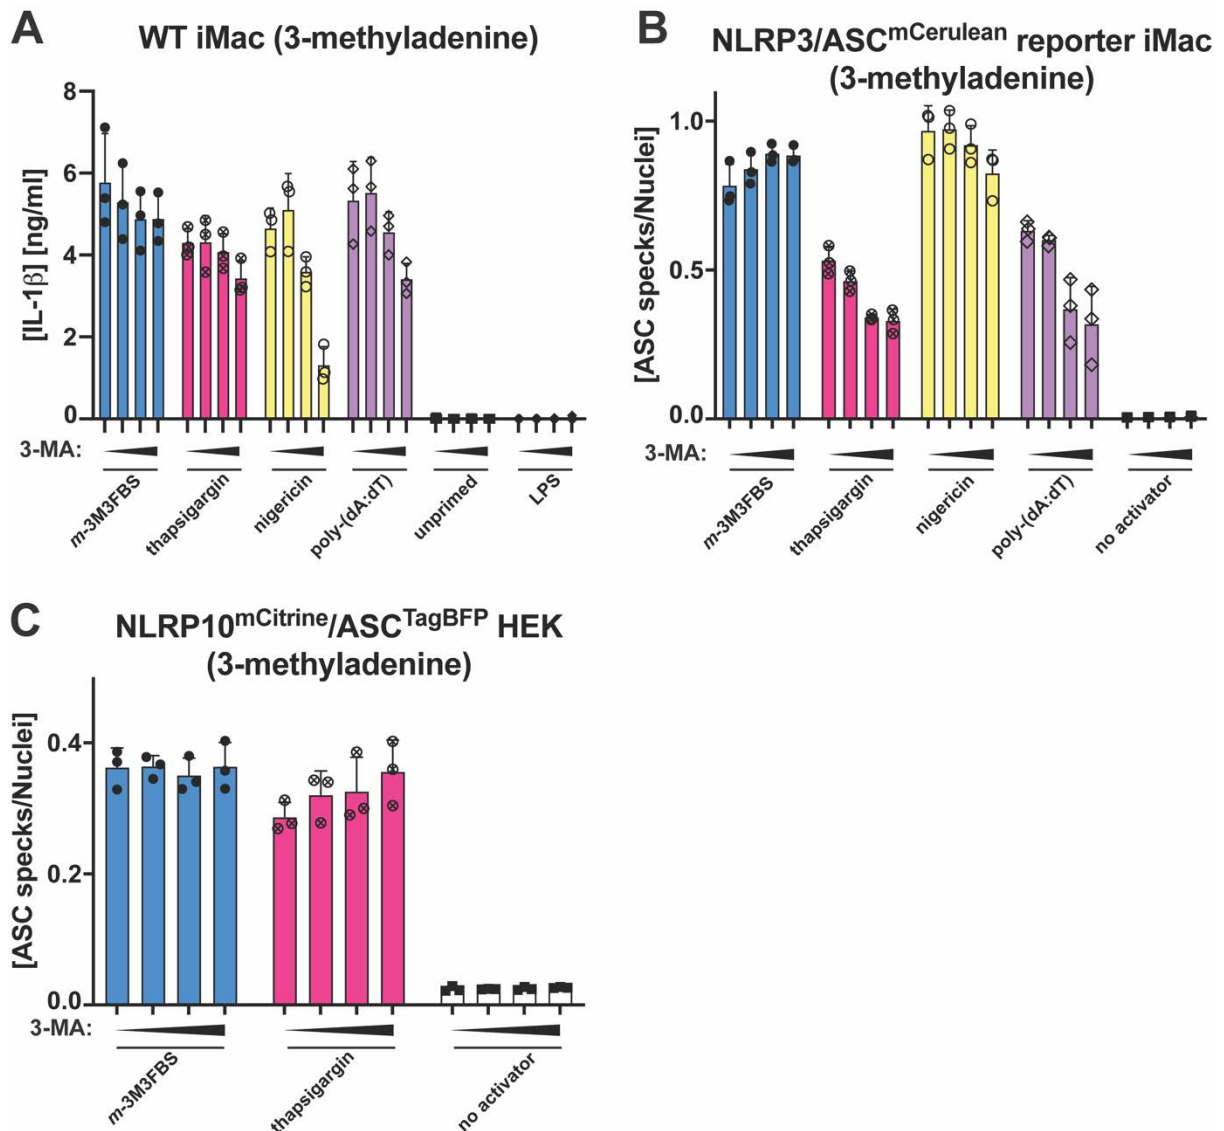 A
WT iMac (3-methyladenine)
[IL-1β] [ng/ml]
8
6
4
2
0
3-MA:
m-3M3FBS
thapsigargin
nigericin
poly-(dA:dT)
unprimed
LPS
B
NLRP3/ASCmCerulean reporter iMac
(3-methyladenine)
[ASC specks/Nuclei]
1.0
0.5
0.0
3-MA:
m-3M3FBS
thapsigargin
nigericin
poly-(dA:dT)
no activator
C
NLRP10mCitrine/ASCTagBFP HEK
(3-methyladenine)
[ASC specks/Nuclei]
0.4
0.2
0.0
3-MA:
m-3M3FBS
thapsigargin
no activator